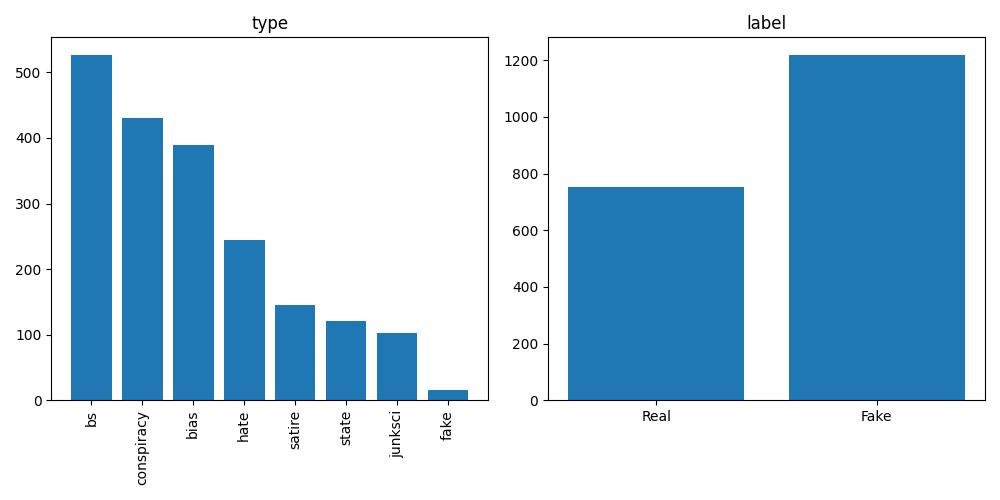 type
500
400
300
200
100
0
bs
conspiracy
bias
hate
satire
state
junksci
fake
label
1200
1000
800
600
400
200
0
Real
Fake